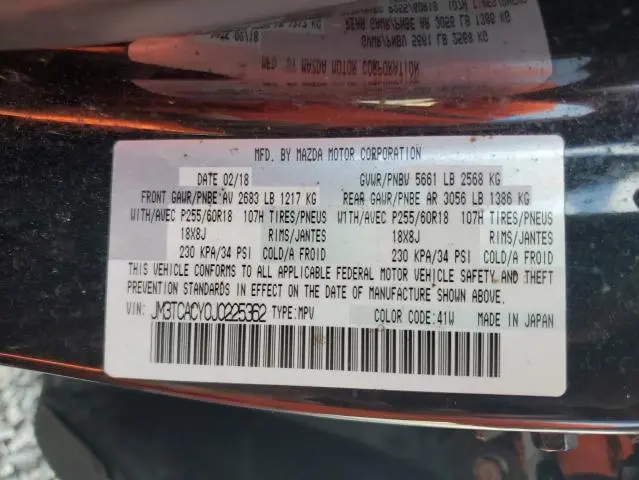 MFD. BY MAZDA MOTOR CORPORATION
DATE 02/18 GVWR/PNBV 5661 LB 2568 KG
FRONT GAWR/PNBE AV 2683 LB 1217 KG REAR GAWR/PNBE AR 3056 LB 1386 KG
WITH/AVEC P255/60R18 107H TIRES/PNEUS WITH/AVEC P255/60R18 107H TIRES/PNEUS
18X8J RIMS/JANTES 18X8J RIMS/JANTES
230 KPA/34 PSI COLD/A FROID 230 KPA/34 PSI COLD/A FROID
THIS VEHICLE CONFORMS TO ALL APPLICABLE FEDERAL MOTOR VEHICLE SAFETY AND THEFT
PREVENTION STANDARDS IN EFFECT ON THE DATE OF MANUFACTURE SHOWN ABOVE.
VIN: JM3TCACY0J0225362 TYPE:MPV COLOR CODE:41W MADE IN JAPAN